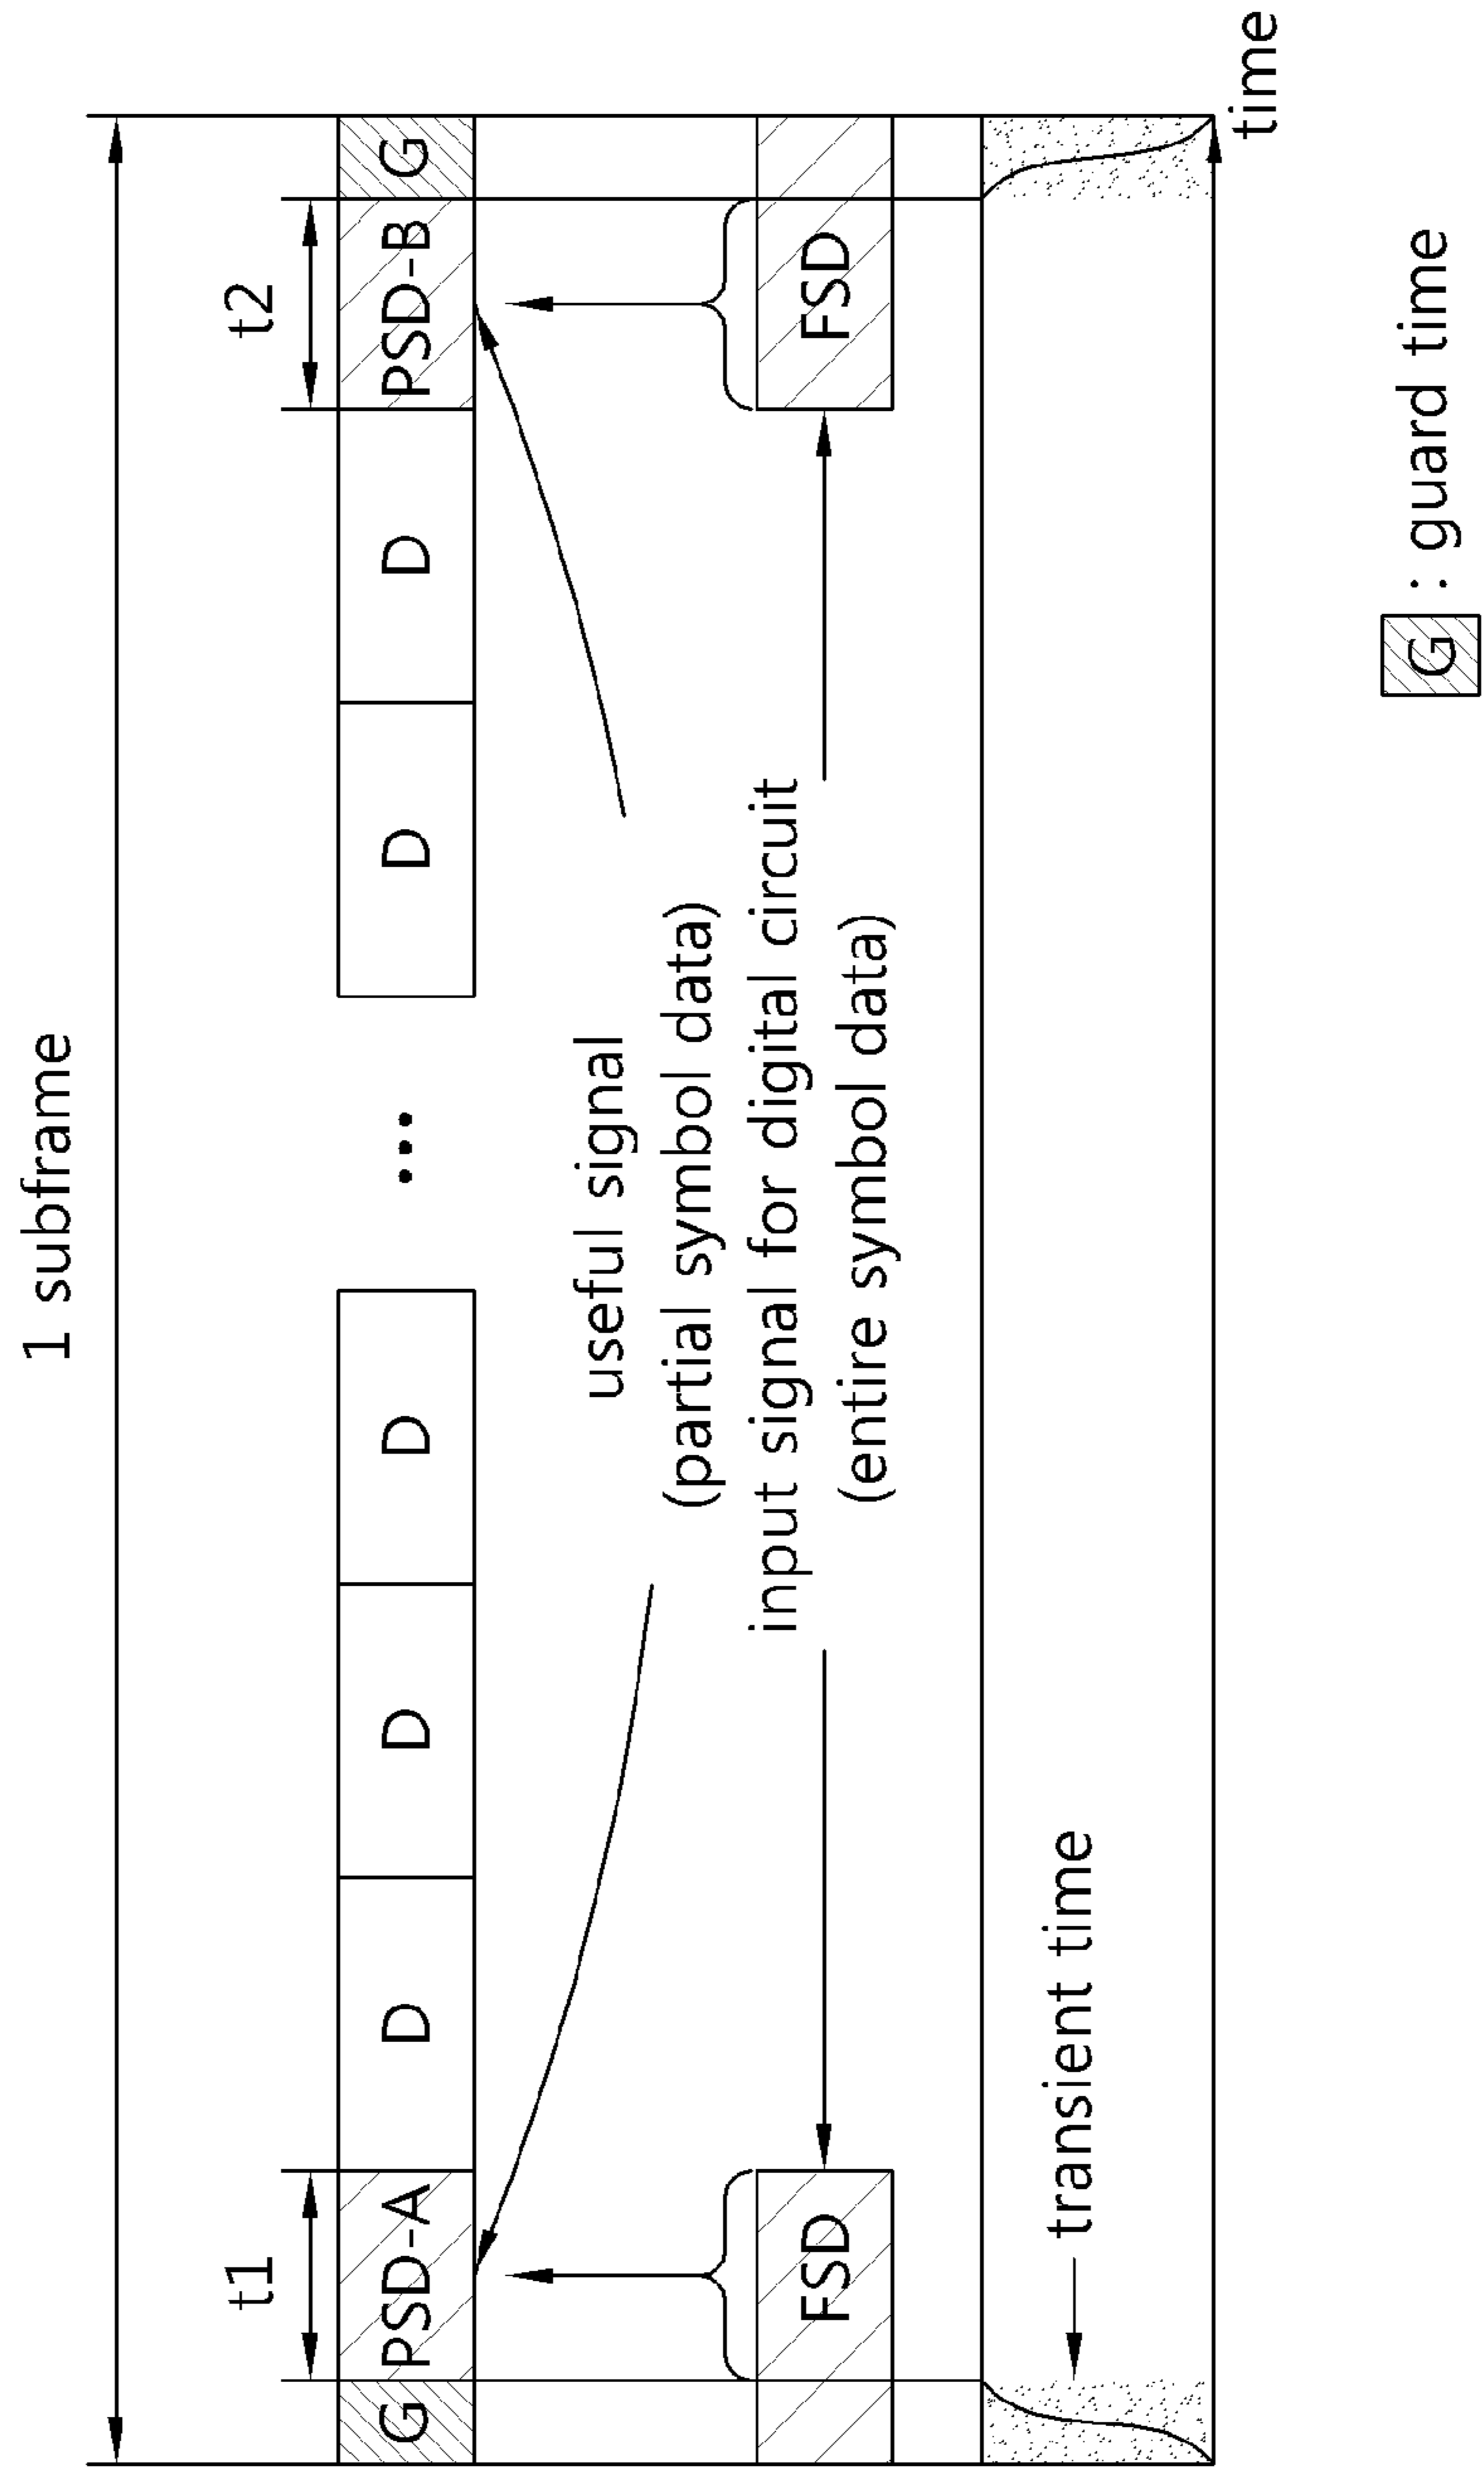 1 subframe
t1
t2
G
PSD-A
D
D
D
...
D
D
PSD-B
G
useful signal
(partial symbol data)
input signal for digital circuit
(entire symbol data)
FSD
FSD
transient time
time
G : guard time